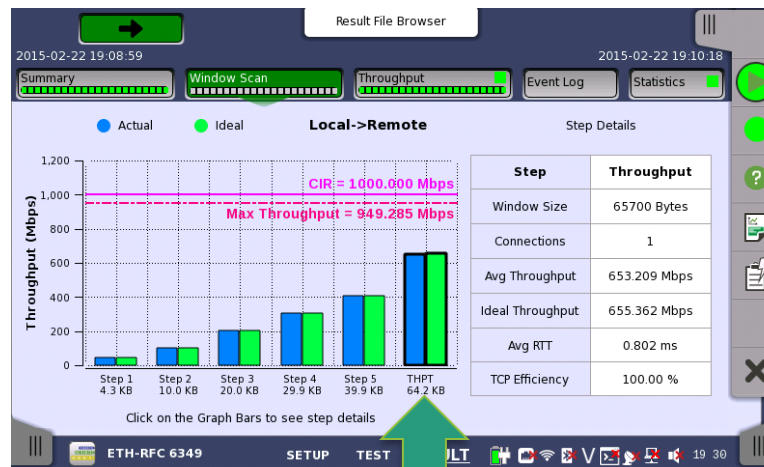 Result File Browser
2015-02-22 19:08:59
2015-02-22 19:10:18
Summary
Window Scan
Throughput
Event Log
Statistics
Actual
Ideal
Local->Remote
Step Details
Throughput (Mbps)
1,200
1,000
800
600
400
200
0
CIR = 1000.000 Mbps
Max Throughput = 949.285 Mbps
Step 1
4.3 KB
Step 2
10.0 KB
Step 3
20.0 KB
Step 4
29.9 KB
Step 5
39.9 KB
THPT
64.2 KB
Click on the Graph Bars to see step details
Step Throughput
Window Size 65700 Bytes
Connections 1
Avg Throughput 653.209 Mbps
Ideal Throughput 655.362 Mbps
Avg RTT 0.802 ms
TCP Efficiency 100.00 %
ETH-RFC 6349
SETUP
TEST
ULT
V
19 30